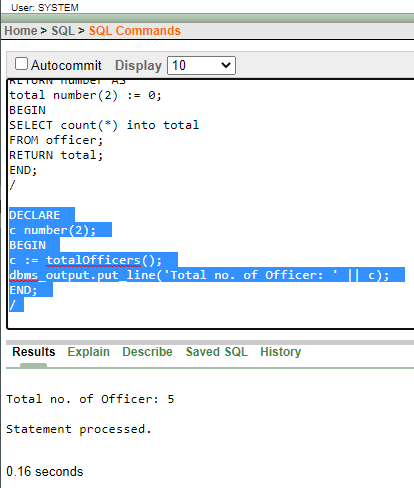 User: SYSTEM
Home > SQL > SQL Commands
Autocommit Display 10
RETURN number AS
total number(2) := 0;
BEGIN
SELECT count(*) into total
FROM officer;
RETURN total;
END;
/
DECLARE
c number(2);
BEGIN
c := totalOfficers();
dbms_output.put_line('Total no. of Officer: ' || c);
END;
/
Results Explain Describe Saved SQL History
Total no. of Officer: 5
Statement processed.
0.16 seconds